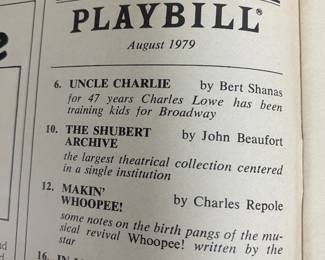 PLAYBILL®
August 1979
6. UNCLE CHARLIE by Bert Shanas
for 47 years Charles Lowe has been
training kids for Broadway
10. THE SHUBERT by John Beaufort
ARCHIVE
the largest theatrical collection centered
in a single institution
12. MAKIN' by Charles Repole
WHOOPEE!
some notes on the birth pangs of the mu-
sical revival Whoopee! written by the
star